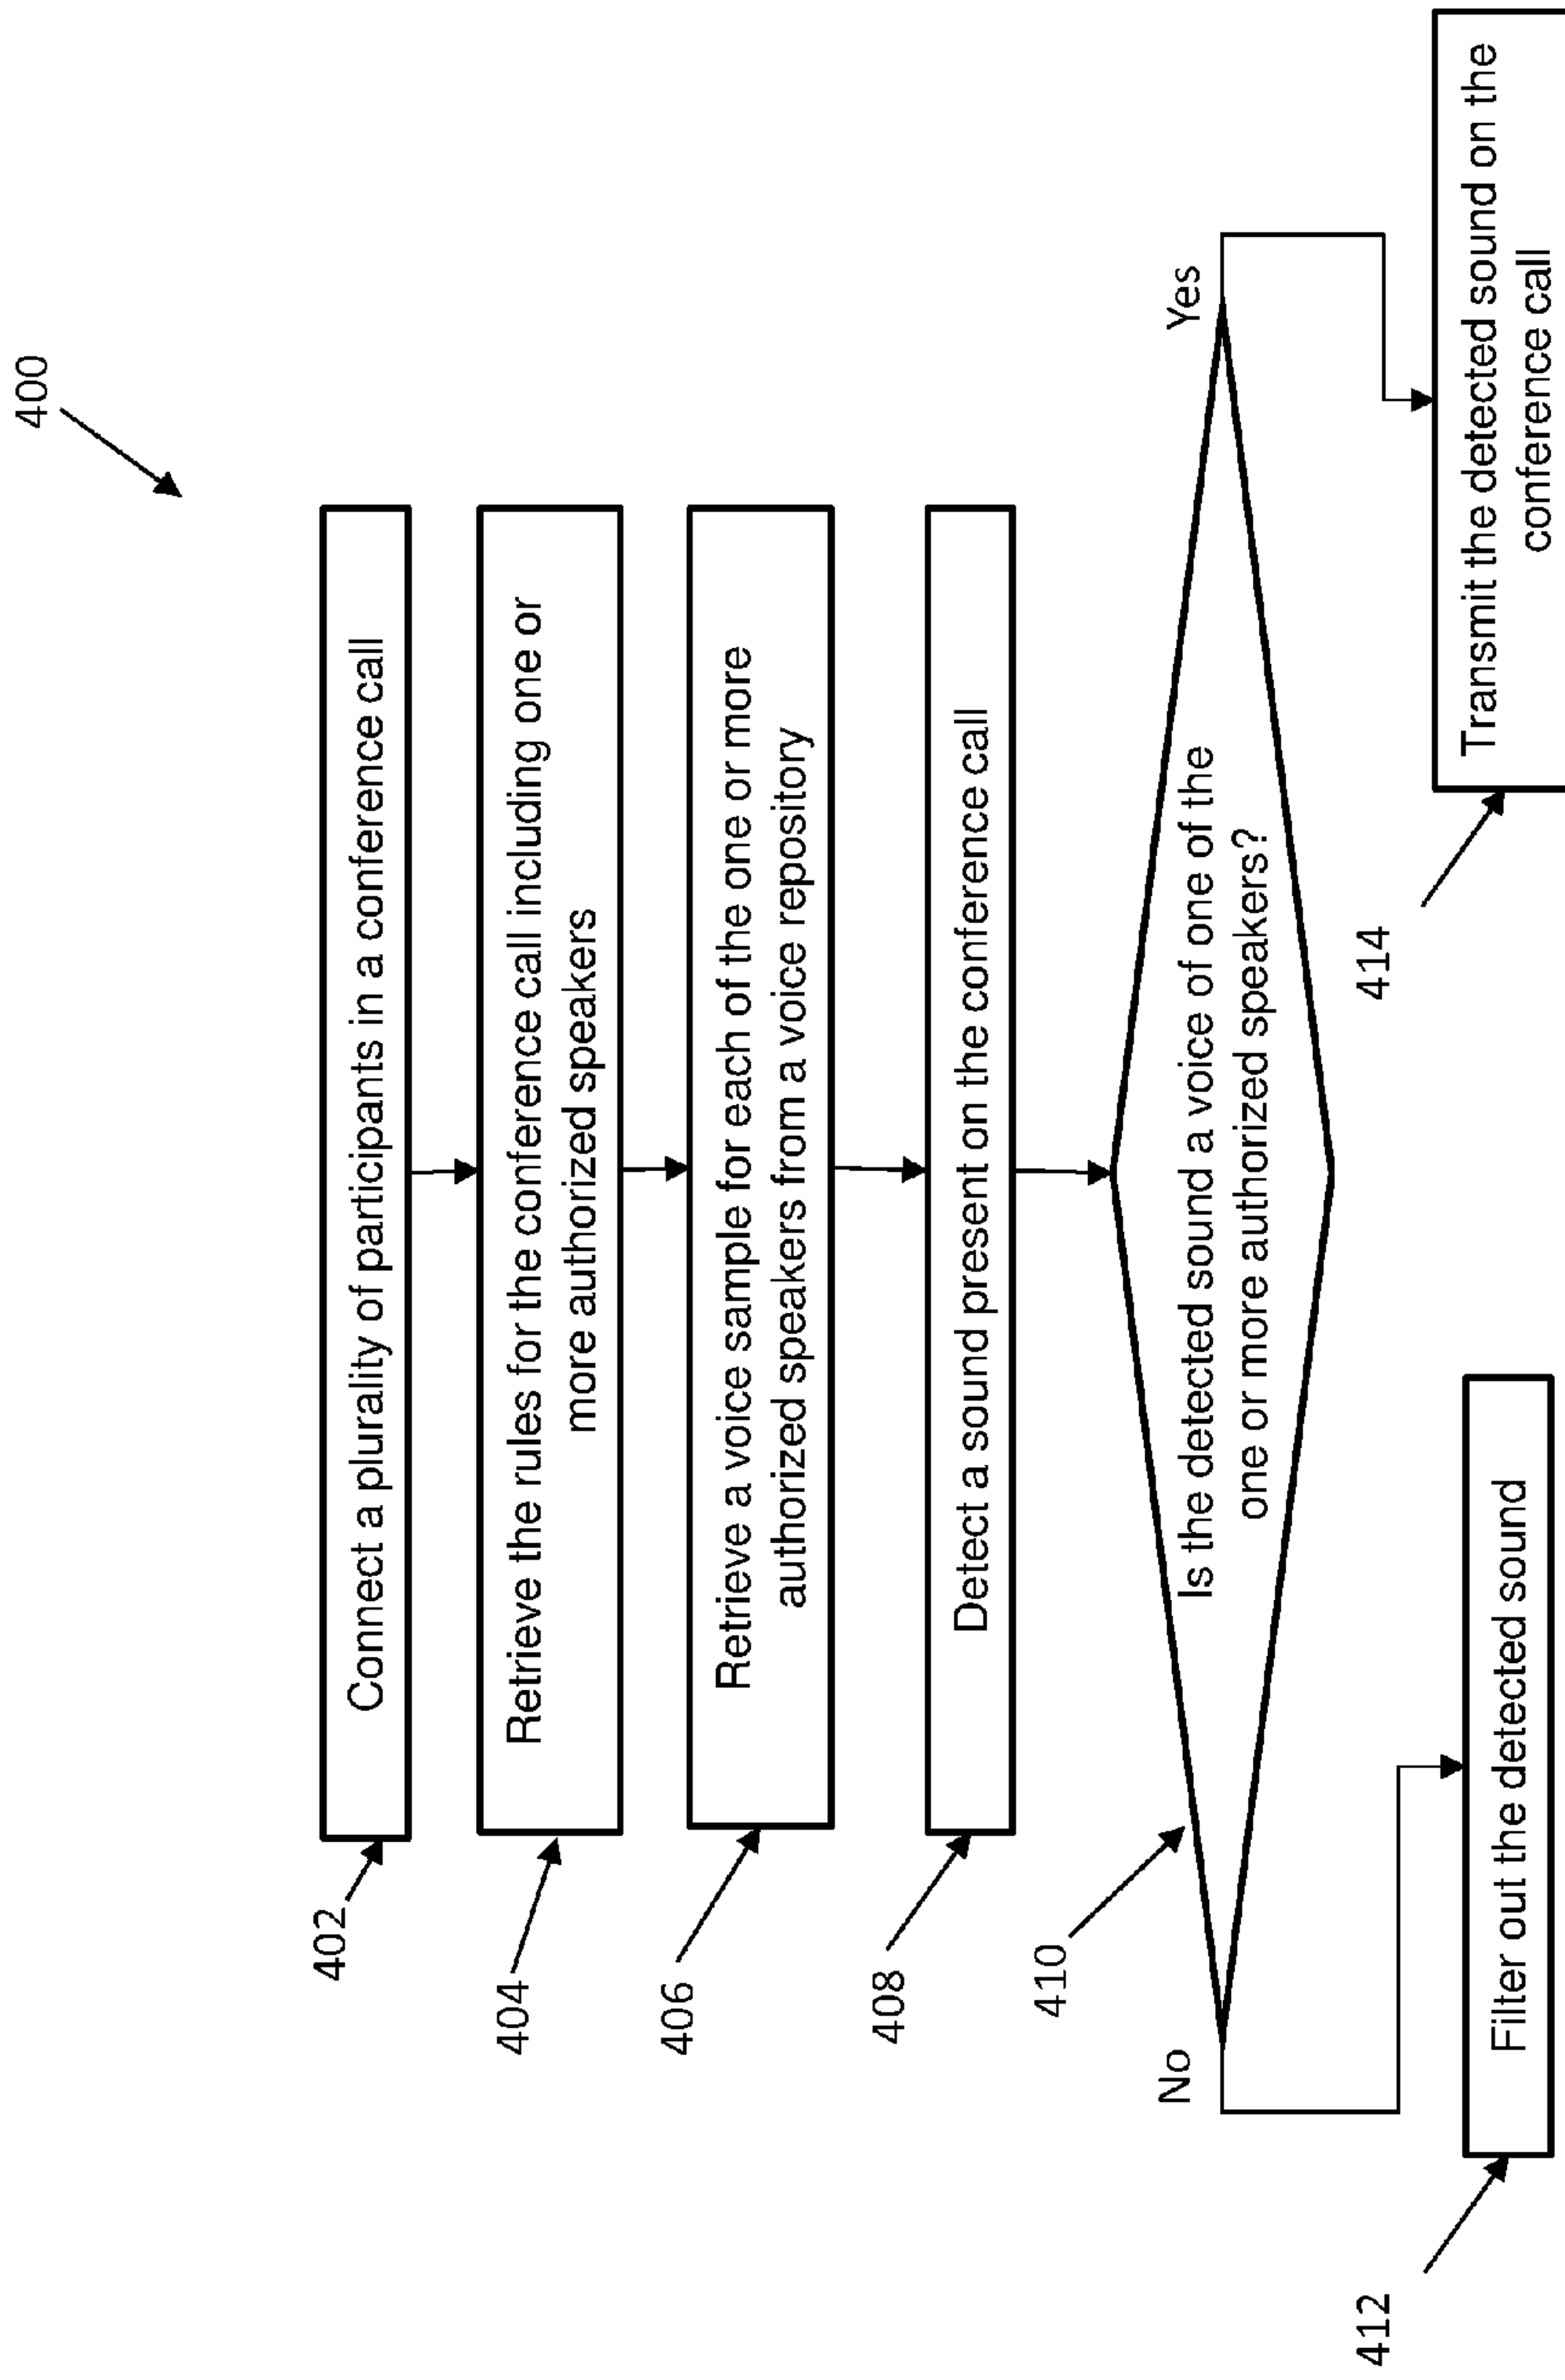 400
402
Connect a plurality of participants in a conference call
404
Retrieve the rules for the conference call including one or
more authorized speakers
406
Retrieve a voice sample for each of the one or more
authorized speakers from a voice repository
408
Detect a sound present on the conference call
410
Is the detected sound a voice of one of the
one or more authorized speakers?
No
Yes
412
Filter out the detected sound
414
Transmit the detected sound on the
conference call